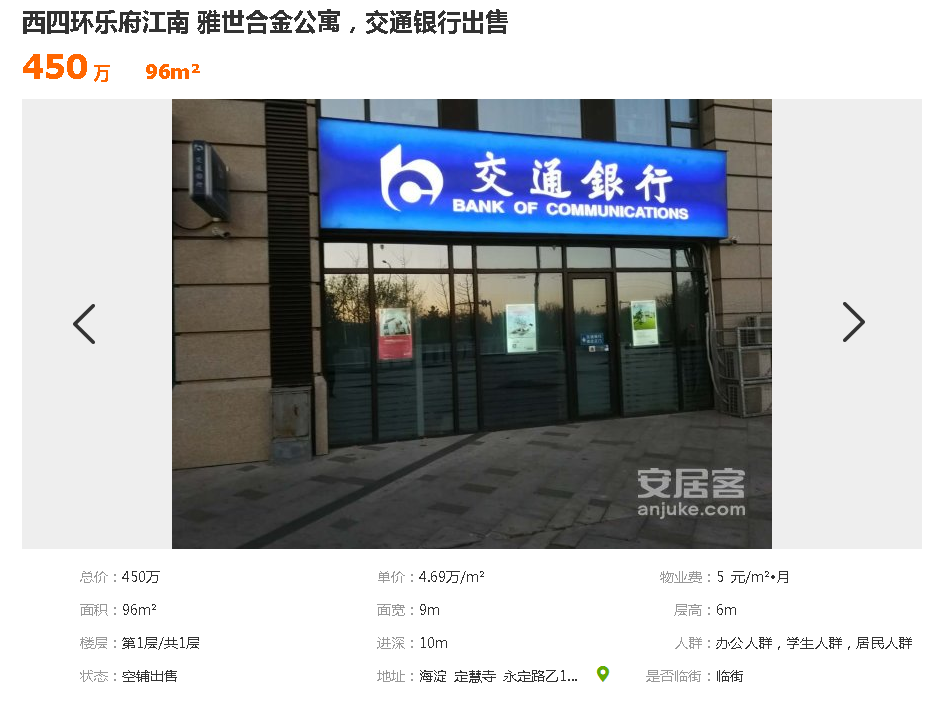 西四环乐府江南 雅世合金公寓，交通银行出售
450 万 96m²
交通銀行
BANK OF COMMUNICATIONS
安居客
anjuke.com
总价：450万 单价：4.69万/m² 物业费：5 元/m²•月
面积：96m² 面宽：9m 层高：6m
楼层：第1层/共1层 进深：10m 人群：办公人群，学生人群，居民人群
状态：空铺出售 地址：海淀 定慧寺 永定路乙1... 是否临街：临街